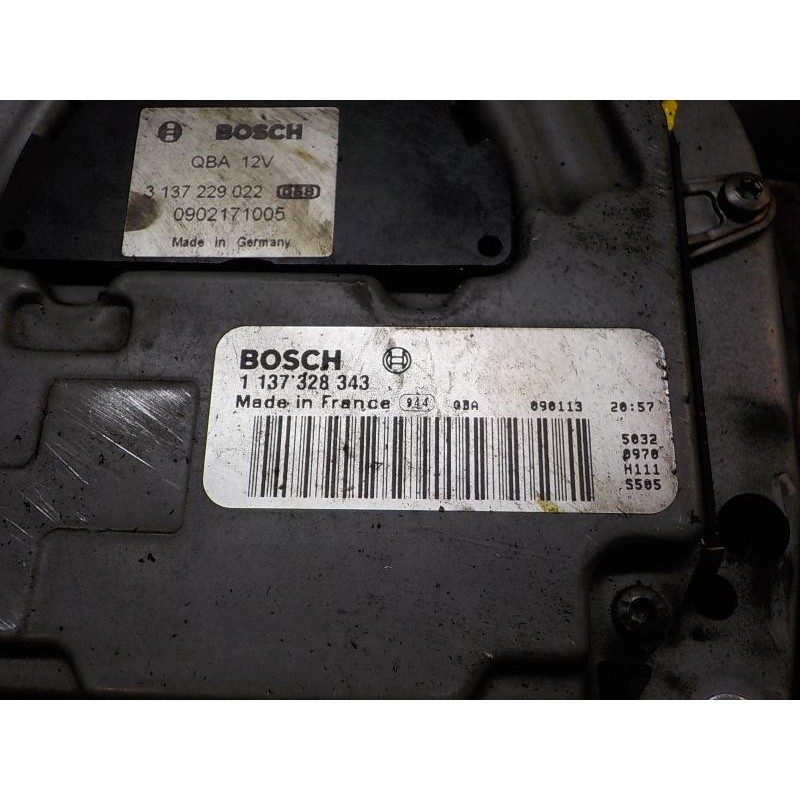 BOSCH
QBA 12V
3 137 229 022
0902171005
Made in Germany
BOSCH
1 137 328 343
Made in France 944 QBA 090113 20:57
5032
0970
H111
S505